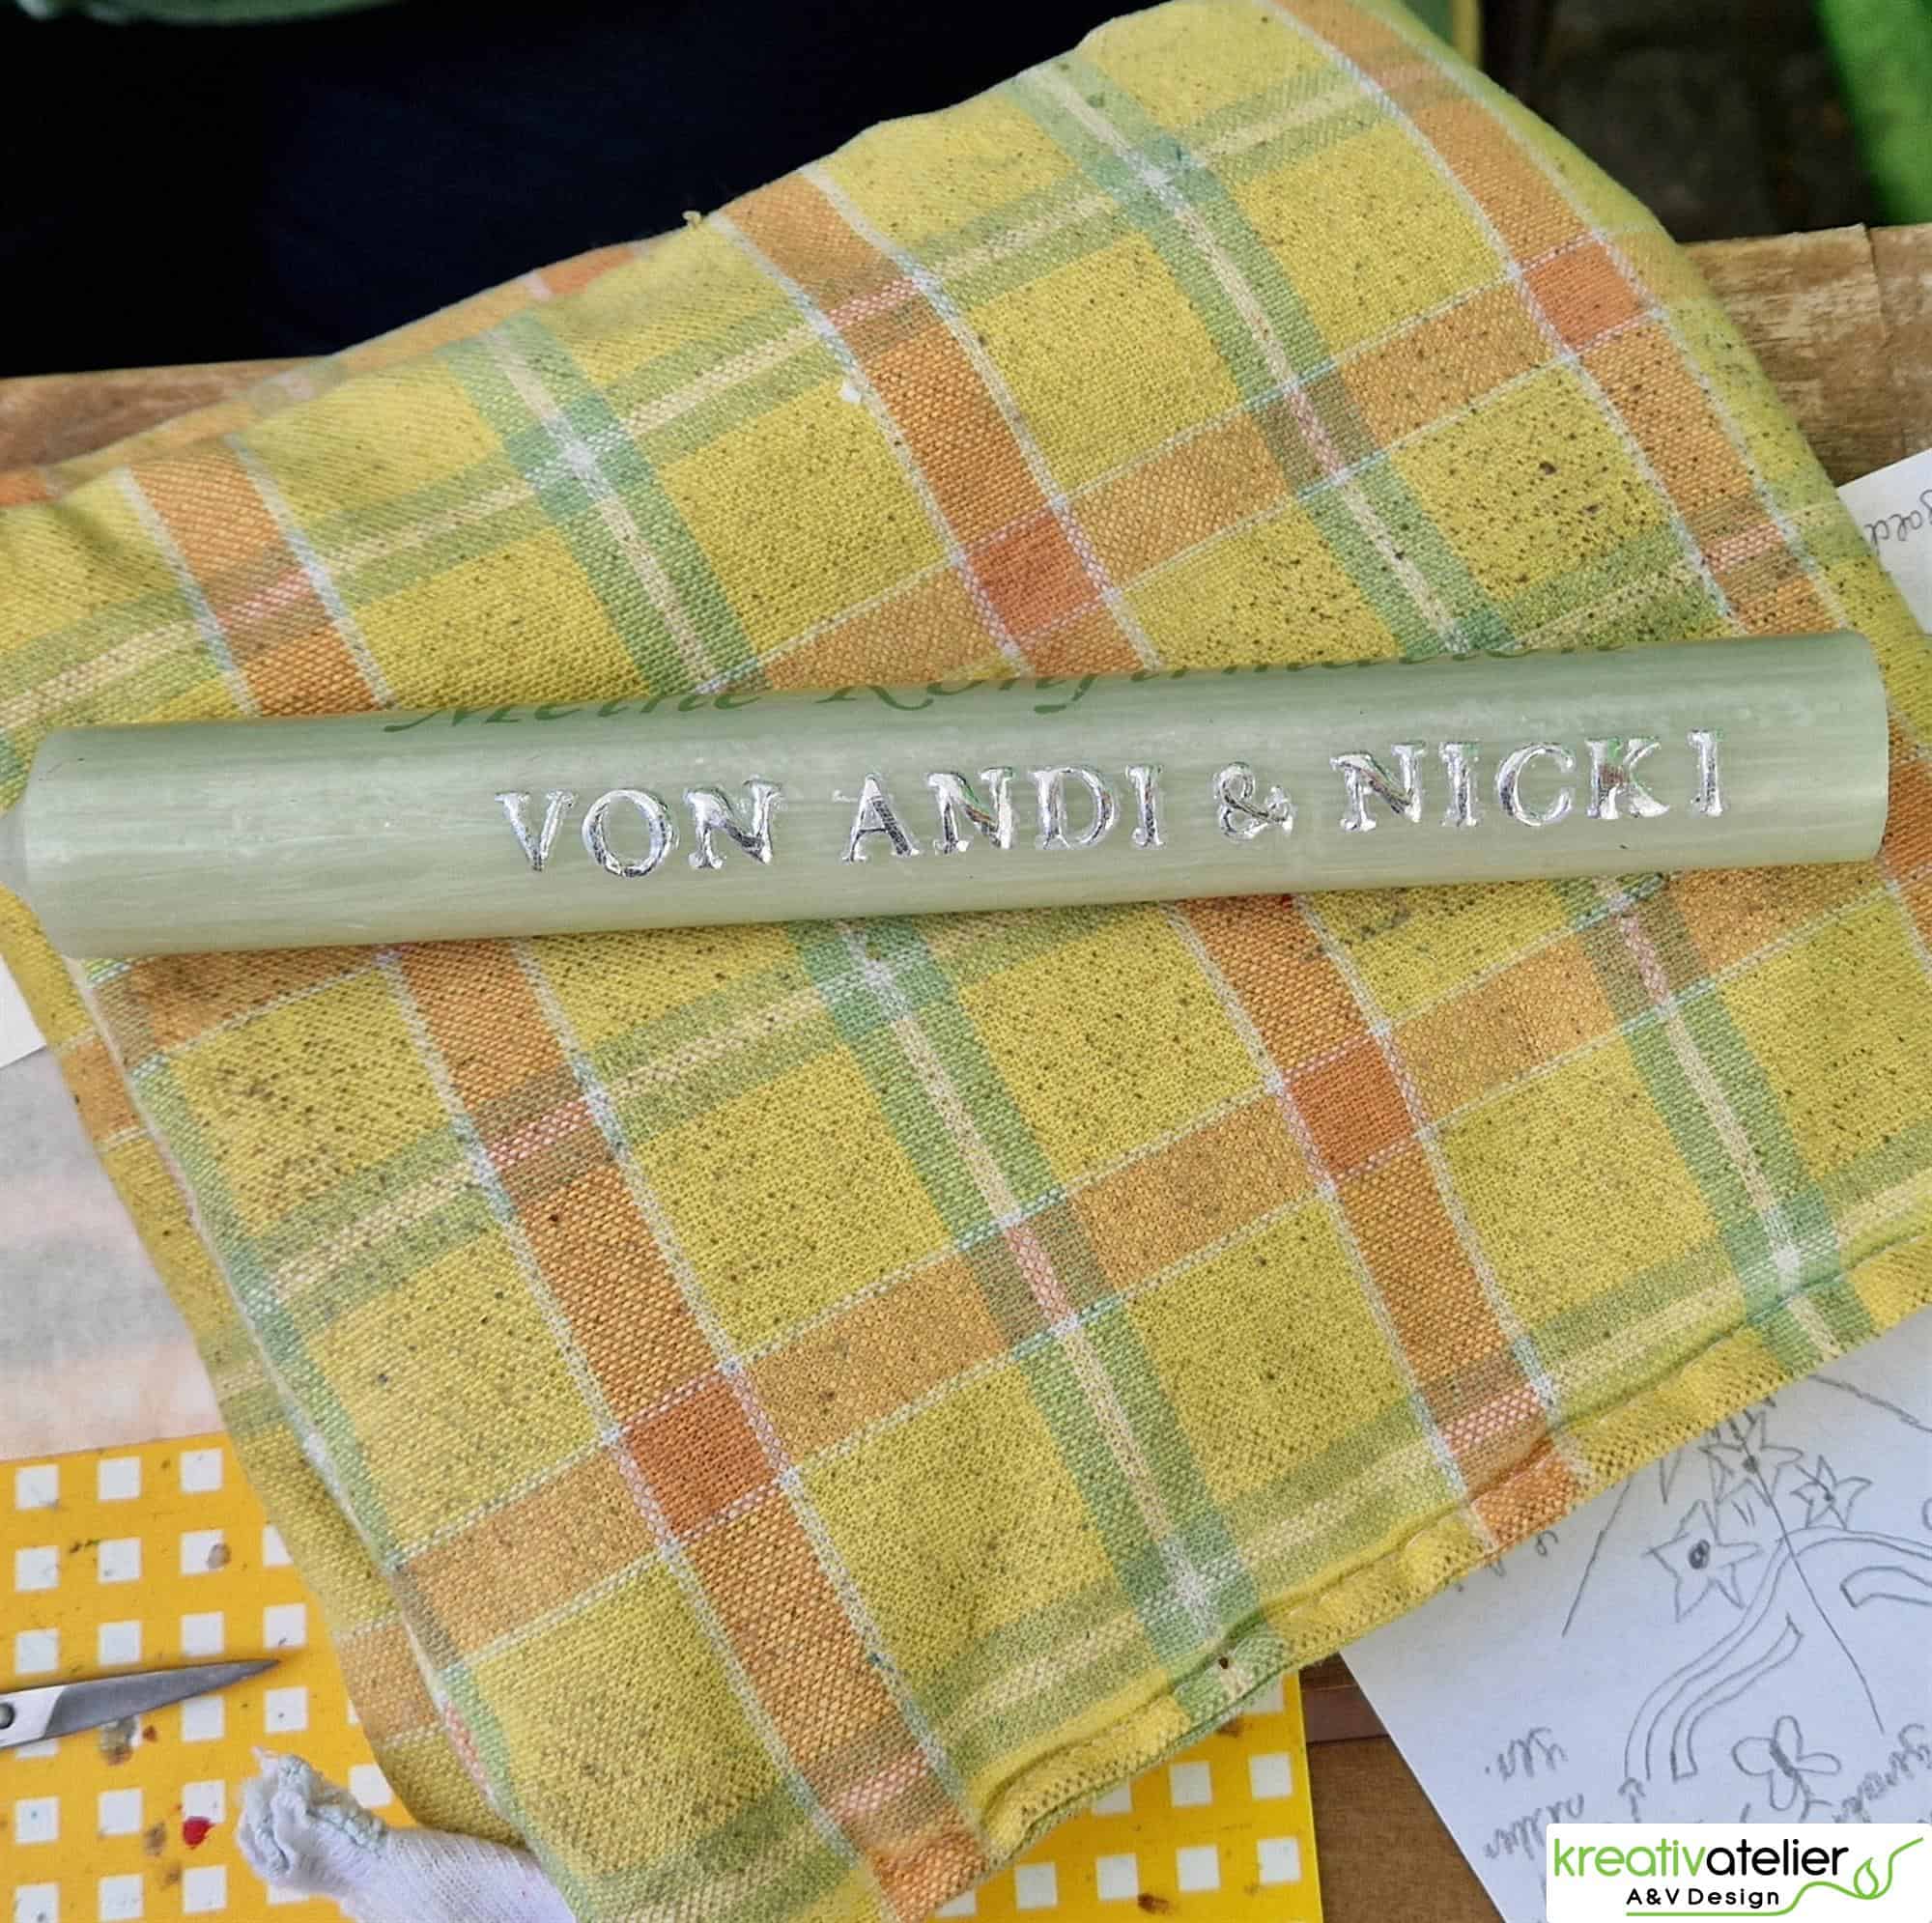 Meine Konfirmation
VON ANDI & NICKI
kreativatelier
A&V Design